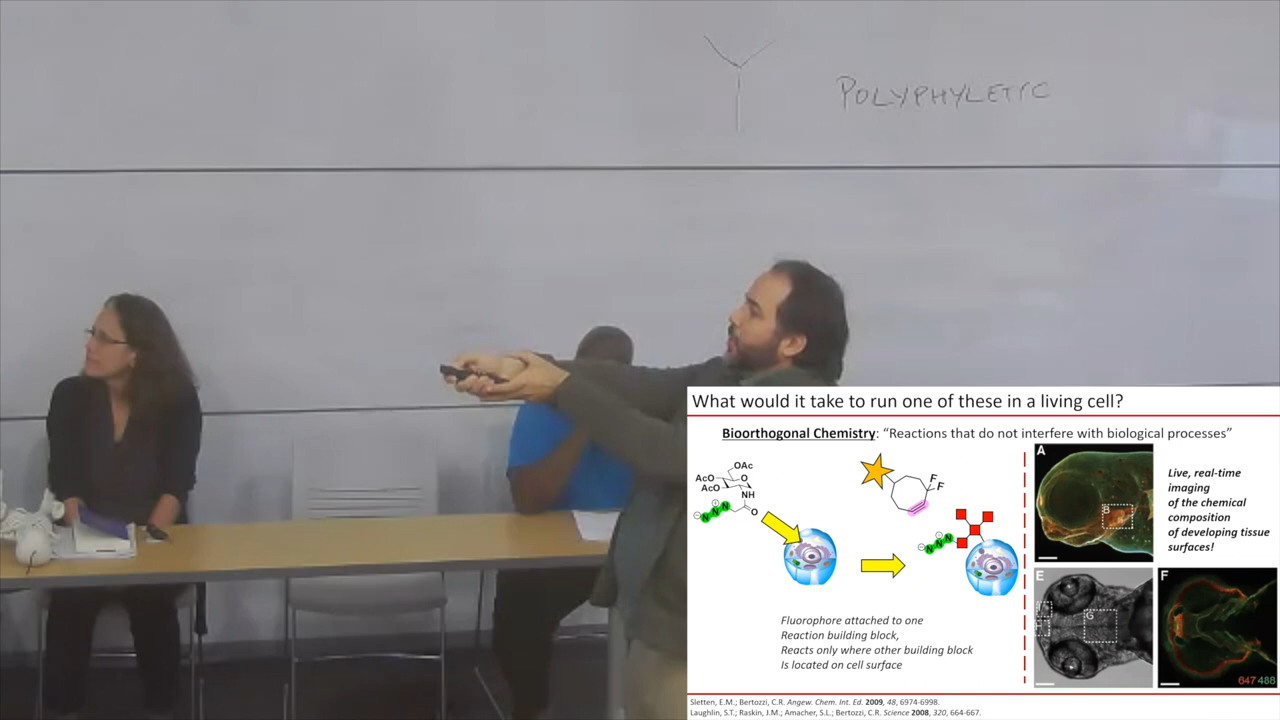 POLYPHYLETIC
What would it take to run one of these in a living cell?
Bioorthogonal Chemistry: “Reactions that do not interfere with biological processes”
OAc
AcO
O
AcO
NH
N N N
O
F
F
N N N
Fluorophore attached to one
Reaction building block,
Reacts only where other building block
Is located on cell surface
A
B
Live, real-time
imaging
of the chemical
composition
of developing tissue
surfaces!
E
G
F
647 488
Sletten, E.M.; Bertozzi, C.R. Angew. Chem. Int. Ed. 2009, 48, 6974-6998.
Laughlin, S.T.; Raskin, J.M.; Amacher, S.L.; Bertozzi, C.R. Science 2008, 320, 664-667.